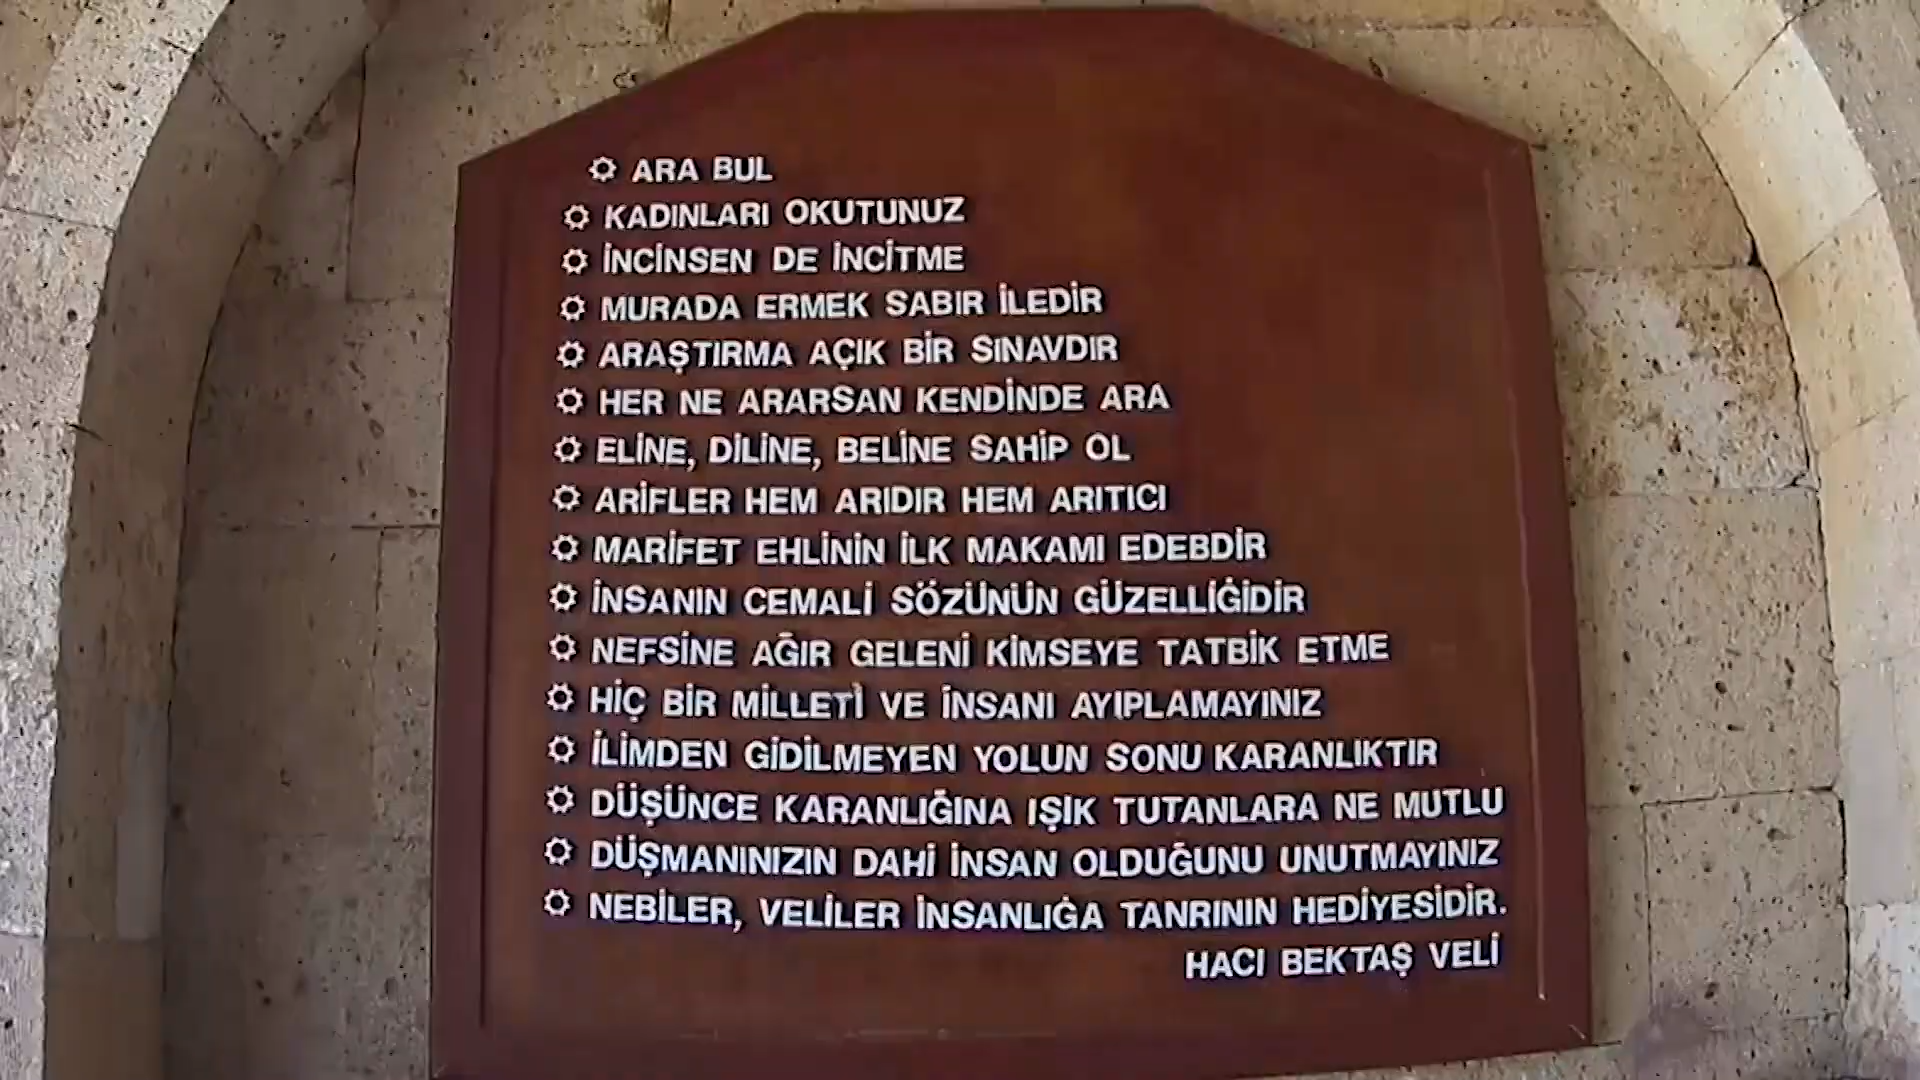 ARA BUL
KADINLARI OKUTUNUZ
İNCİNSEN DE İNCİTME
MURADA ERMEK SABIR İLEDİR
ARAŞTIRMA AÇIK BİR SINAVDIR
HER NE ARARSAN KENDİNDE ARA
ELİNE, DİLİNE, BELİNE SAHİP OL
ARİFLER HEM ARIDIR HEM ARITICI
MARİFET EHLİNİN İLK MAKAMI EDEBDİR
İNSANIN CEMALİ SÖZÜNÜN GÜZELLİĞİDİR
NEFSİNE AĞIR GELENİ KİMSEYE TATBİK ETME
HİÇ BİR MİLLETİ VE İNSANI AYIPLAMAYINIZ
İLİMDEN GİDİLMEYEN YOLUN SONU KARANLIKTIR
DÜŞÜNCE KARANLIĞINA IŞIK TUTANLARA NE MUTLU
DÜŞMANINIZIN DAHİ İNSAN OLDUĞUNU UNUTMAYINIZ
NEBİLER, VELİLER İNSANLIĞA TANRININ HEDİYESİDİR.
HACI BEKTAŞ VELİ